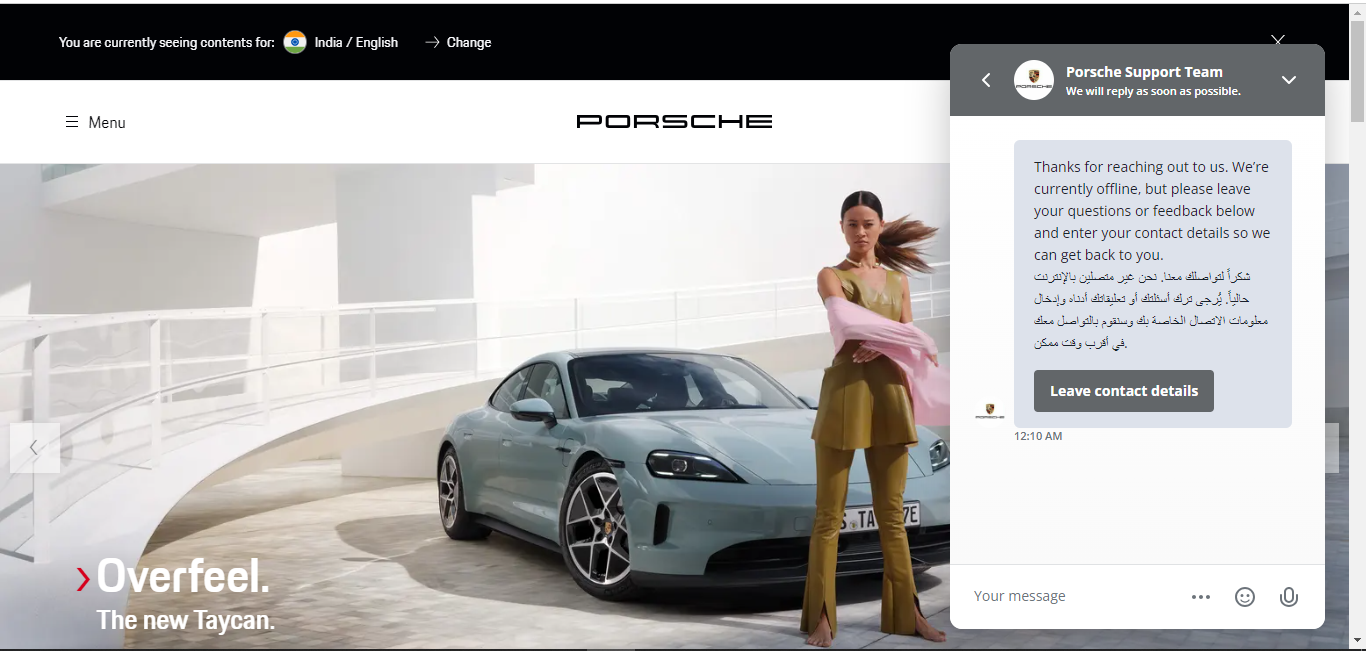 You are currently seeing contents for: India / English → Change
Menu
PORSCHE
Overfeel.
The new Taycan.
Porsche Support Team
We will reply as soon as possible.
Thanks for reaching out to us. We’re
currently offline, but please leave
your questions or feedback below
and enter your contact details so we
can get back to you.
شكراً لتواصلك معنا. نحن غير متصلين بالإنترنت
حالياً. يُرجى ترك أسئلتك أو تعليقاتك أدناه وإدخال
معلومات الاتصال الخاصة بك وسنقوم بالتواصل معك
في أقرب وقت ممكن.
Leave contact details
12:10 AM
Your message